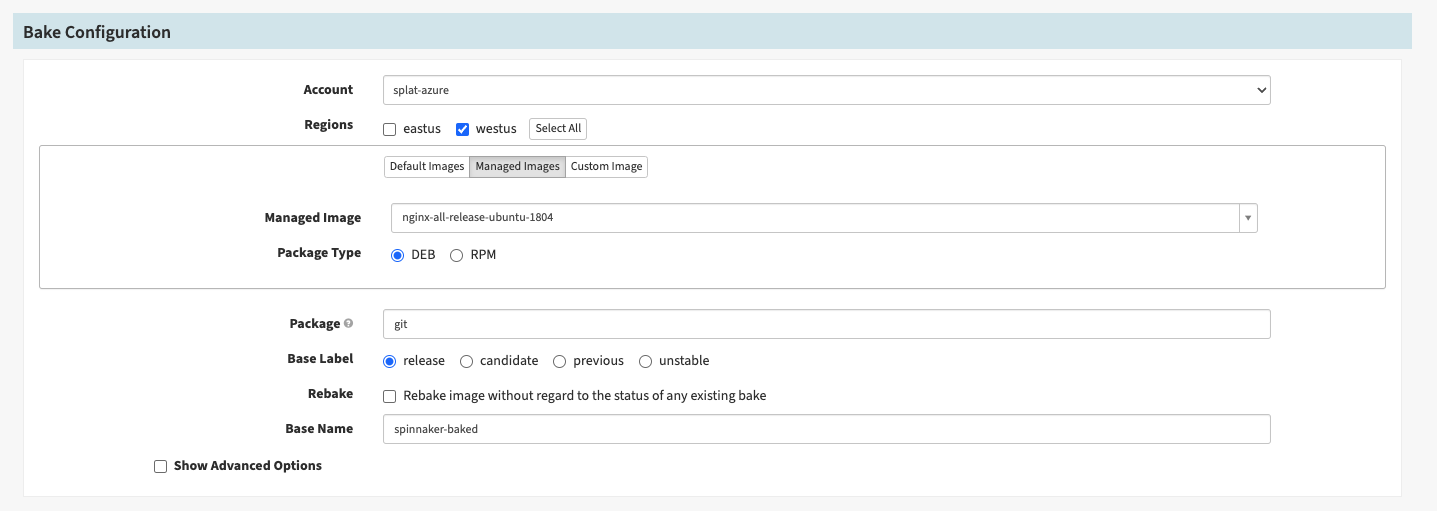 Bake Configuration
Account splat-azure
Regions eastus westus Select All
Default Images Managed Images Custom Image
Managed Image nginx-all-release-ubuntu-1804
Package Type DEB RPM
Package ? git
Base Label release candidate previous unstable
Rebake Rebake image without regard to the status of any existing bake
Base Name spinnaker-baked
Show Advanced Options